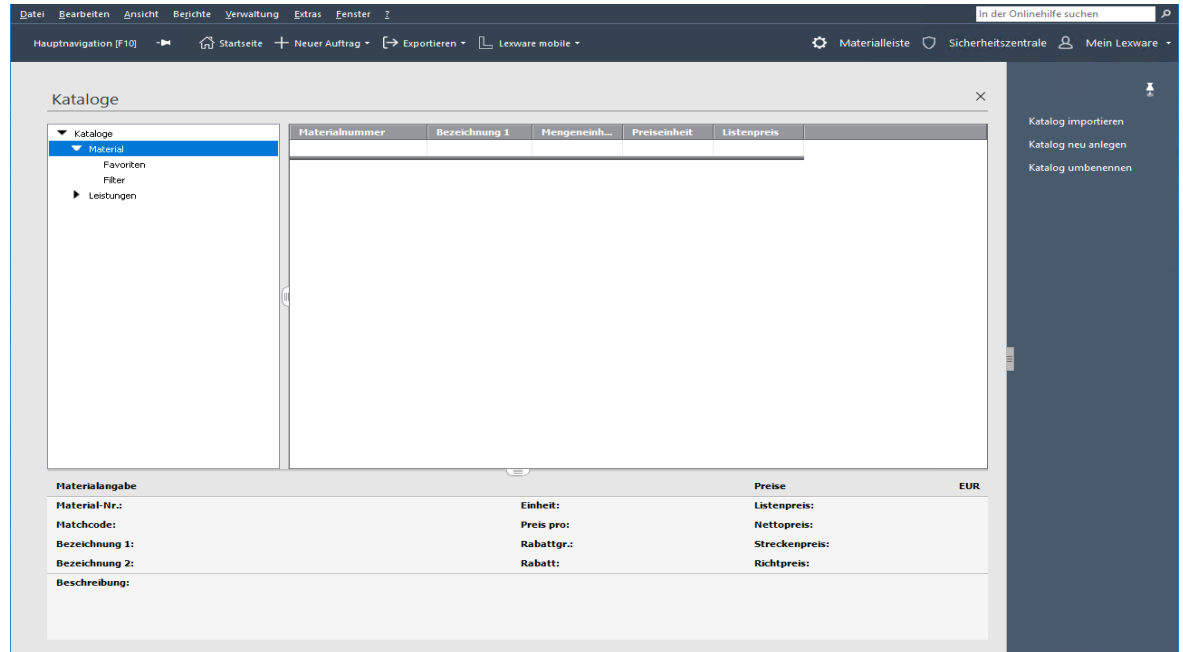 Datei Bearbeiten Ansicht Berichte Verwaltung Extras Fenster ? In der Onlinehilfe suchen
Hauptnavigation [F10] Startseite Neuer Auftrag Exportieren Lexware mobile Materialleiste Sicherheitszentrale Mein Lexware
Kataloge
Katalog importieren
Katalog neu anlegen
Katalog umbenennen
Kataloge
Material
Favoriten
Filter
Leistungen
Materialnummer Bezeichnung 1 Mengeneinh... Preiseinheit Listenpreis
Materialangabe Preise EUR
Material-Nr.: Einheit: Listenpreis:
Matchcode: Preis pro: Nettopreis:
Bezeichnung 1: Rabattgr.: Streckenpreis:
Bezeichnung 2: Rabatt: Richtpreis:
Beschreibung: